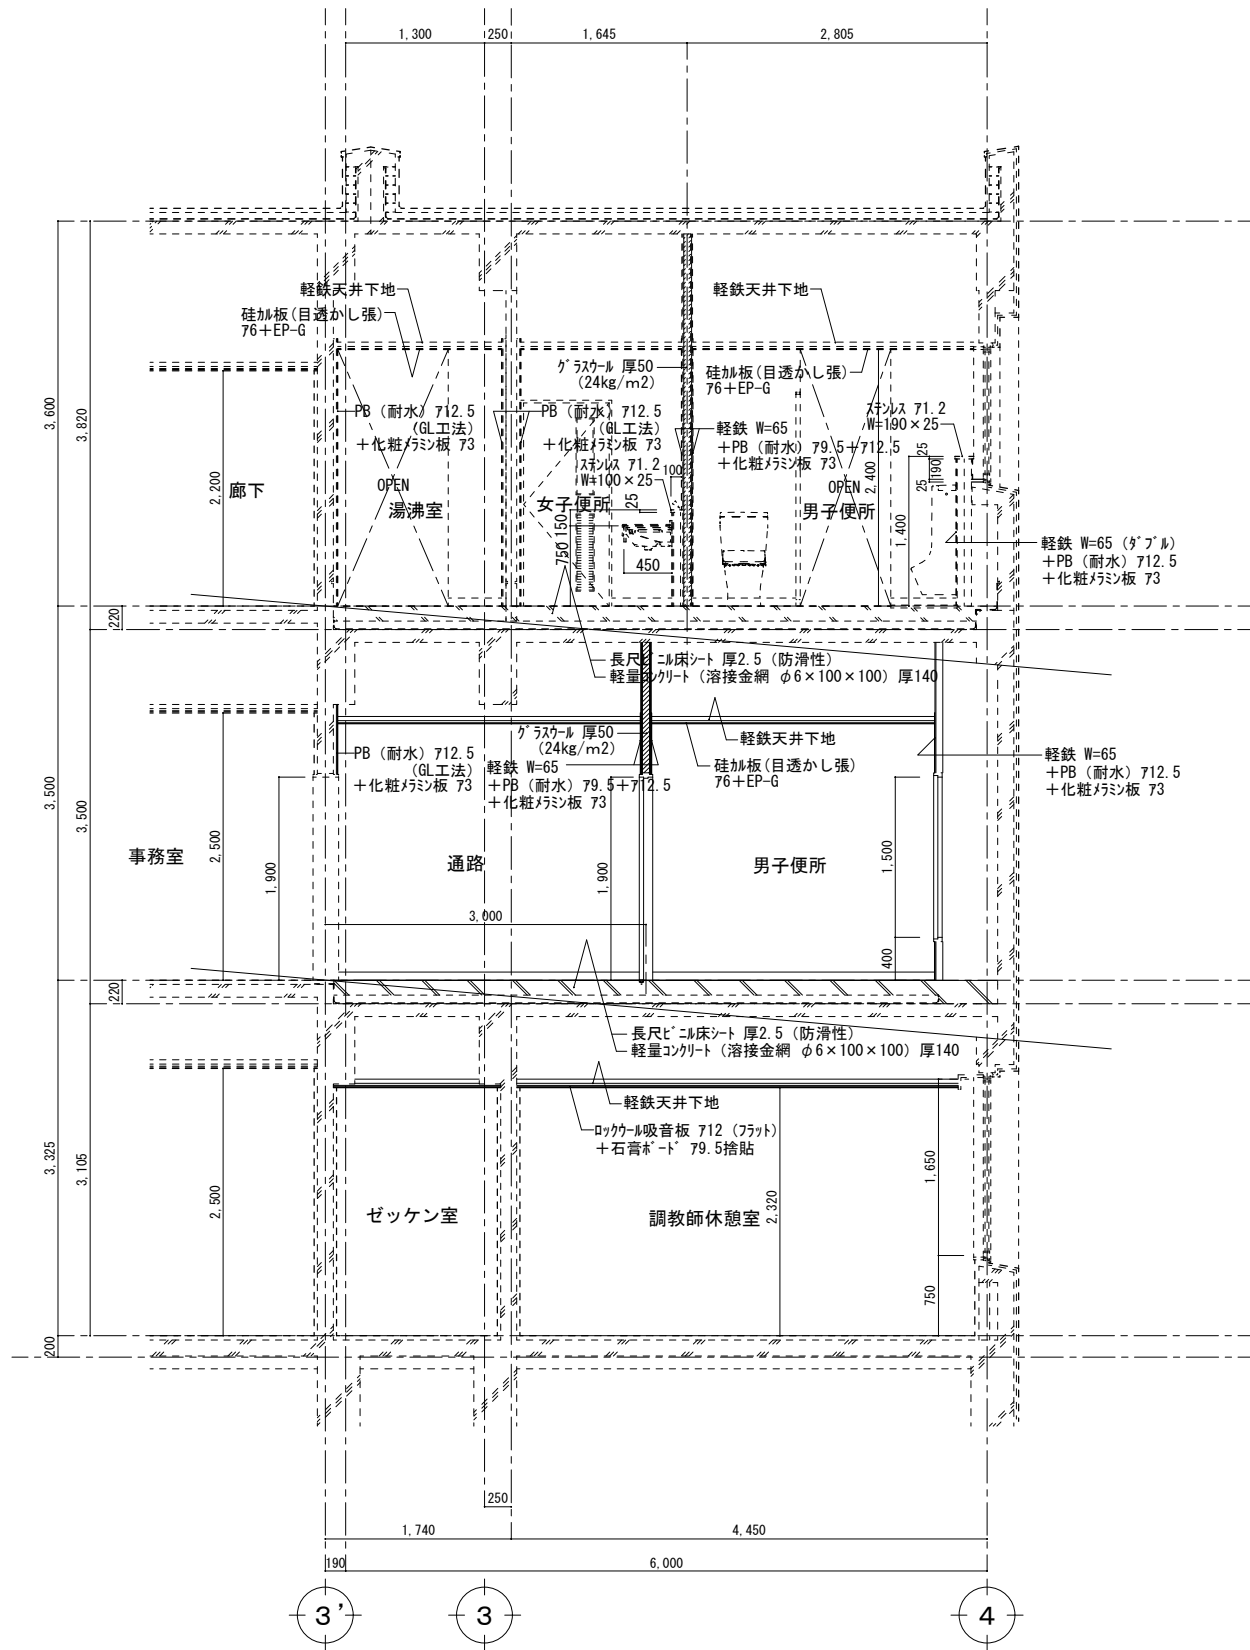 1,300
250
1,645
2,805
軽鉄天井下地
硅カル板(目透かし張)
ア6+EP-G
グラスウール 厚50
(24kg/m2)
軽鉄天井下地
硅カル板(目透かし張)
ア6+EP-G
ステンレス ア1.2
W=190×25
PB (耐水) ア12.5
(GL工法)
+化粧メラミン板 ア3
PB (耐水) ア12.5
(GL工法)
+化粧メラミン板 ア3
軽鉄 W=65
+PB (耐水) ア9.5+ア12.5
+化粧メラミン板 ア3
ステンレス ア1.2
W=100×25
100
25
190
25
3,600
3,820
2,200
廊下
OPEN
湯沸室
女子便所
25
150
750
450
OPEN
男子便所
2,400
1,400
軽鉄 W=65 (ダブル)
+PB (耐水) ア12.5
+化粧メラミン板 ア3
220
長尺ビニル床シート 厚2.5 (防滑性)
軽量コンクリート (溶接金網 φ6×100×100) 厚140
グラスウール 厚50
(24kg/m2)
軽鉄天井下地
硅カル板(目透かし張)
ア6+EP-G
PB (耐水) ア12.5
(GL工法)
+化粧メラミン板 ア3
軽鉄 W=65
+PB (耐水) ア9.5+ア12.5
+化粧メラミン板 ア3
軽鉄 W=65
+PB (耐水) ア12.5
+化粧メラミン板 ア3
3,500
3,500
2,500
事務室
1,900
通路
1,900
男子便所
1,500
3,000
400
220
長尺ビニル床シート 厚2.5 (防滑性)
軽量コンクリート (溶接金網 φ6×100×100) 厚140
軽鉄天井下地
ロックウール吸音板 ア12 (フラット)
+石膏ボード ア9.5捨貼
3,325
3,105
2,500
ゼッケン室
調教師休憩室
2,320
1,650
750
200
250
1,740
4,450
190
6,000
3'
3
4